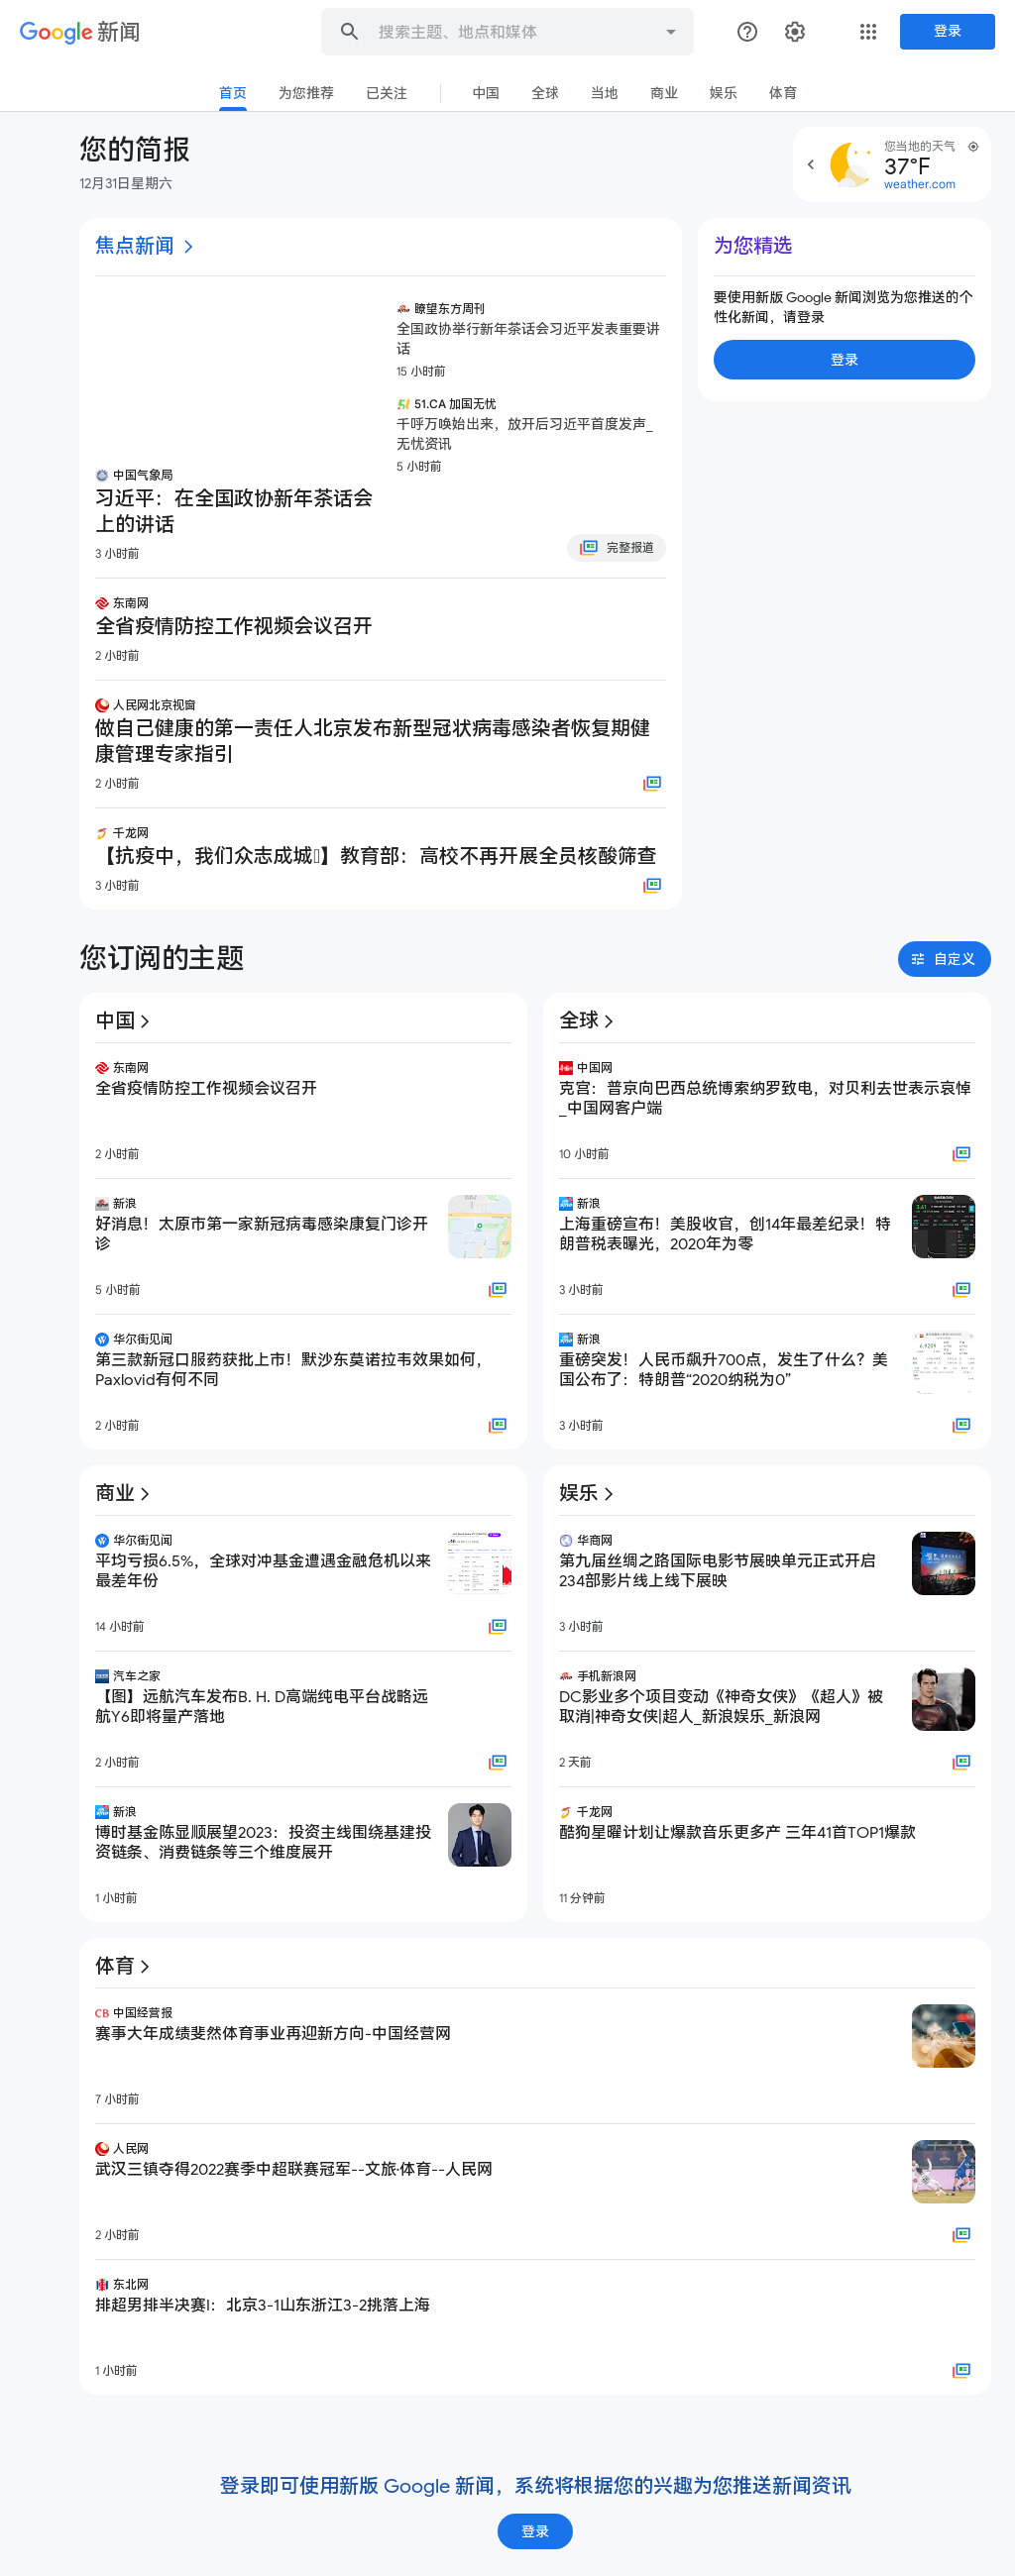 Google 新闻
搜索主题、地点和媒体
登录
首页
为您推荐
已关注
中国
全球
当地
商业
娱乐
体育
您的简报
12月31日星期六
您当地的天气
37°F
weather.com
焦点新闻
中国气象局
习近平：在全国政协新年茶话会
上的讲话
3 小时前
瞭望东方周刊
全国政协举行新年茶话会习近平发表重要讲
话
15 小时前
51.CA 加国无忧
千呼万唤始出来，放开后习近平首度发声_
无忧资讯
5 小时前
完整报道
东南网
全省疫情防控工作视频会议召开
2 小时前
人民网北京视窗
做自己健康的第一责任人北京发布新型冠状病毒感染者恢复期健
康管理专家指引
2 小时前
千龙网
【抗疫中，我们众志成城】教育部：高校不再开展全员核酸筛查
3 小时前
为您精选
要使用新版 Google 新闻浏览为您推送的个
性化新闻，请登录
登录
您订阅的主题
自定义
中国
东南网
全省疫情防控工作视频会议召开
2 小时前
新浪
好消息！太原市第一家新冠病毒感染康复门诊开
诊
5 小时前
华尔街见闻
第三款新冠口服药获批上市！默沙东莫诺拉韦效果如何，
Paxlovid有何不同
2 小时前
全球
中国网
克宫：普京向巴西总统博索纳罗致电，对贝利去世表示哀悼
_中国网客户端
10 小时前
新浪
上海重磅宣布！美股收官，创14年最差纪录！特
朗普税表曝光，2020年为零
3 小时前
新浪
重磅突发！人民币飙升700点，发生了什么？美
国公布了：特朗普“2020纳税为0”
3 小时前
商业
华尔街见闻
平均亏损6.5%，全球对冲基金遭遇金融危机以来
最差年份
14 小时前
汽车之家
【图】远航汽车发布B. H. D高端纯电平台战略远
航Y6即将量产落地
2 小时前
新浪
博时基金陈显顺展望2023：投资主线围绕基建投
资链条、消费链条等三个维度展开
1 小时前
娱乐
华商网
第九届丝绸之路国际电影节展映单元正式开启
234部影片线上线下展映
3 小时前
手机新浪网
DC影业多个项目变动《神奇女侠》《超人》被
取消|神奇女侠|超人_新浪娱乐_新浪网
2 天前
千龙网
酷狗星曜计划让爆款音乐更多产 三年41首TOP1爆款
11 分钟前
体育
中国经营报
赛事大年成绩斐然体育事业再迎新方向-中国经营网
7 小时前
人民网
武汉三镇夺得2022赛季中超联赛冠军--文旅·体育--人民网
2 小时前
东北网
排超男排半决赛I：北京3-1山东浙江3-2挑落上海
1 小时前
登录即可使用新版 Google 新闻，系统将根据您的兴趣为您推送新闻资讯
登录